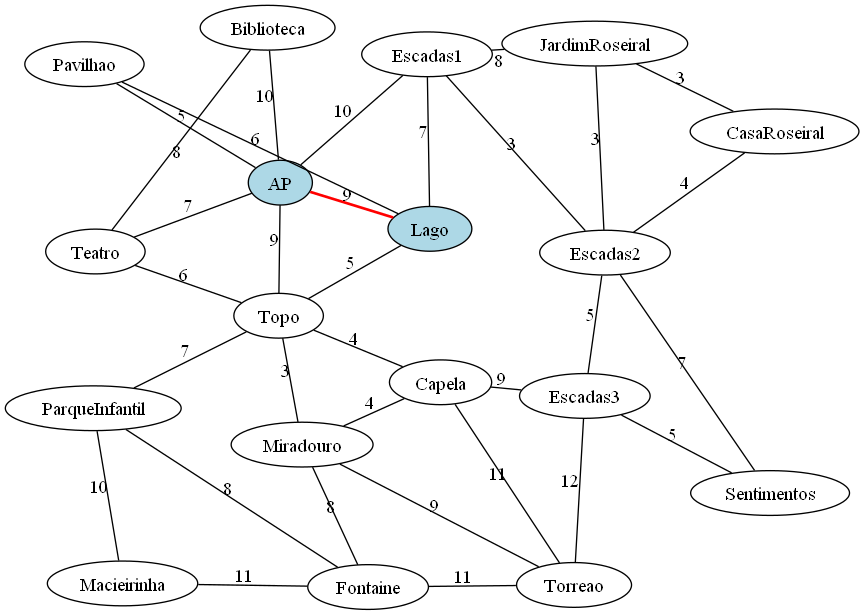 Biblioteca
JardimRoseiral
Escadas1
Pavilhao
8
3
10
10
5
CasaRoseiral
7
6
3
3
8
AP
4
9
7
Lago
9
Teatro
Escadas2
5
6
Topo
5
4
7
3
7
Capela
9
Escadas3
4
ParqueInfantil
5
Miradouro
11
12
10
8
8
9
Sentimentos
11
11
Macieirinha
Fontaine
Torreao